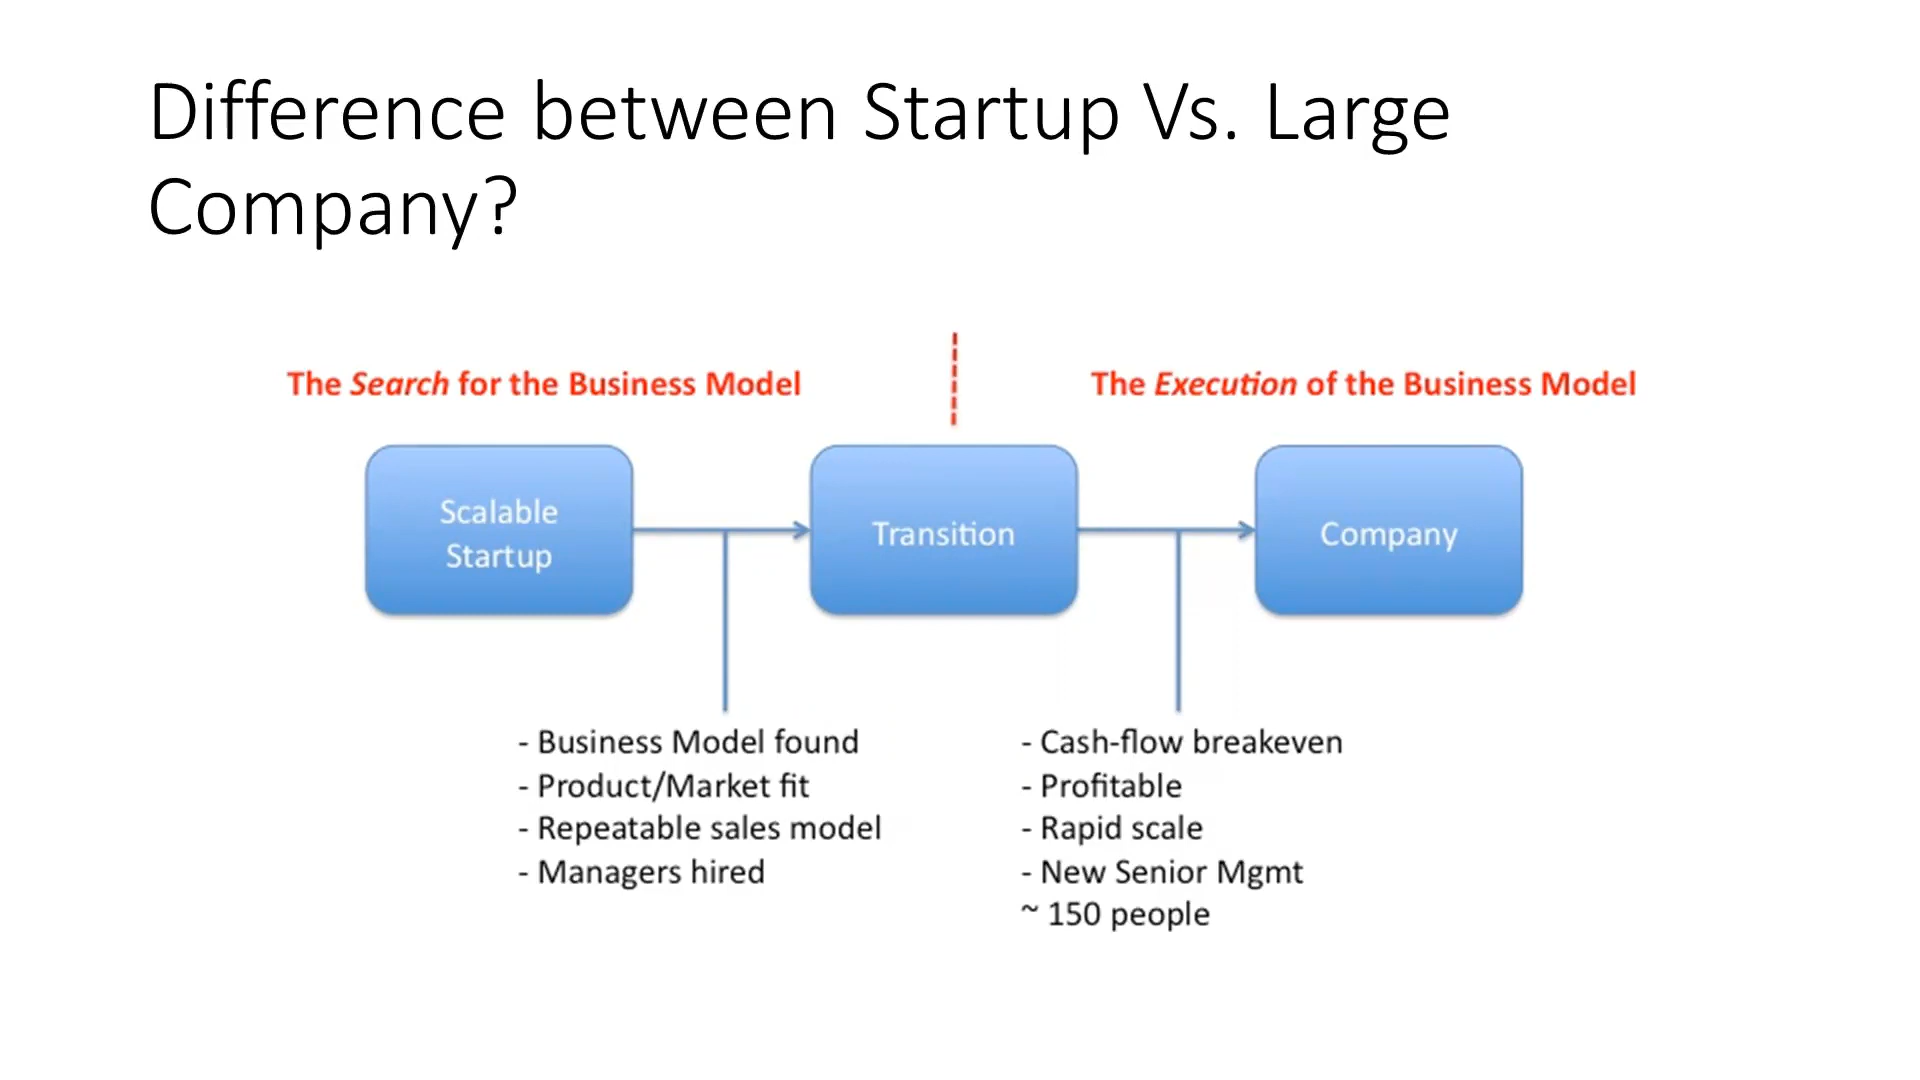 Difference between Startup Vs. Large
Company?
The Search for the Business Model
The Execution of the Business Model
Scalable
Startup
Transition
Company
- Business Model found
- Product/Market fit
- Repeatable sales model
- Managers hired
- Cash-flow breakeven
- Profitable
- Rapid scale
- New Senior Mgmt
~ 150 people